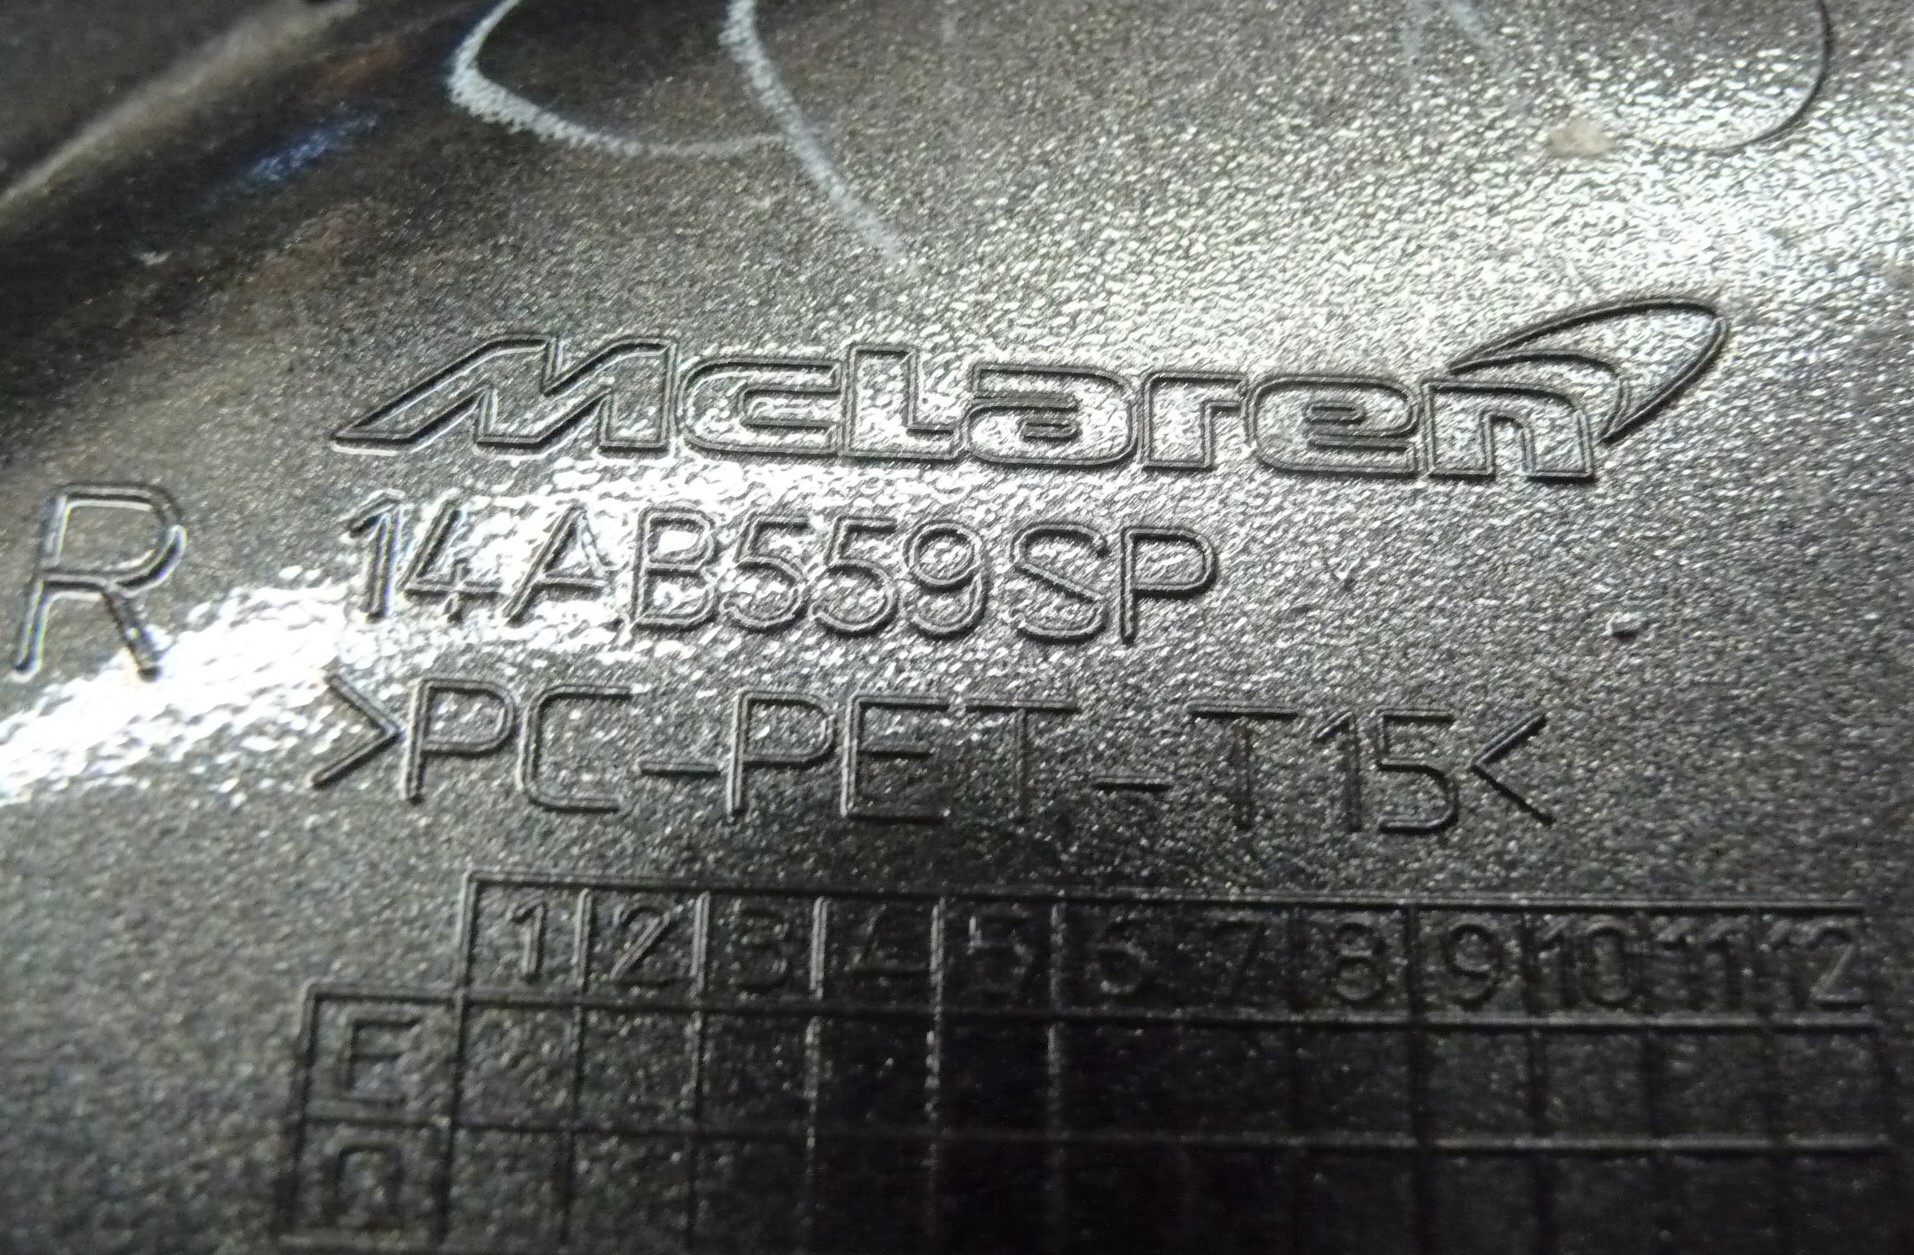 McLaren
R 14AB559SP
>PC-PET-T15<
1 2 3 4 5 6 7 8 9 10 11 12
E